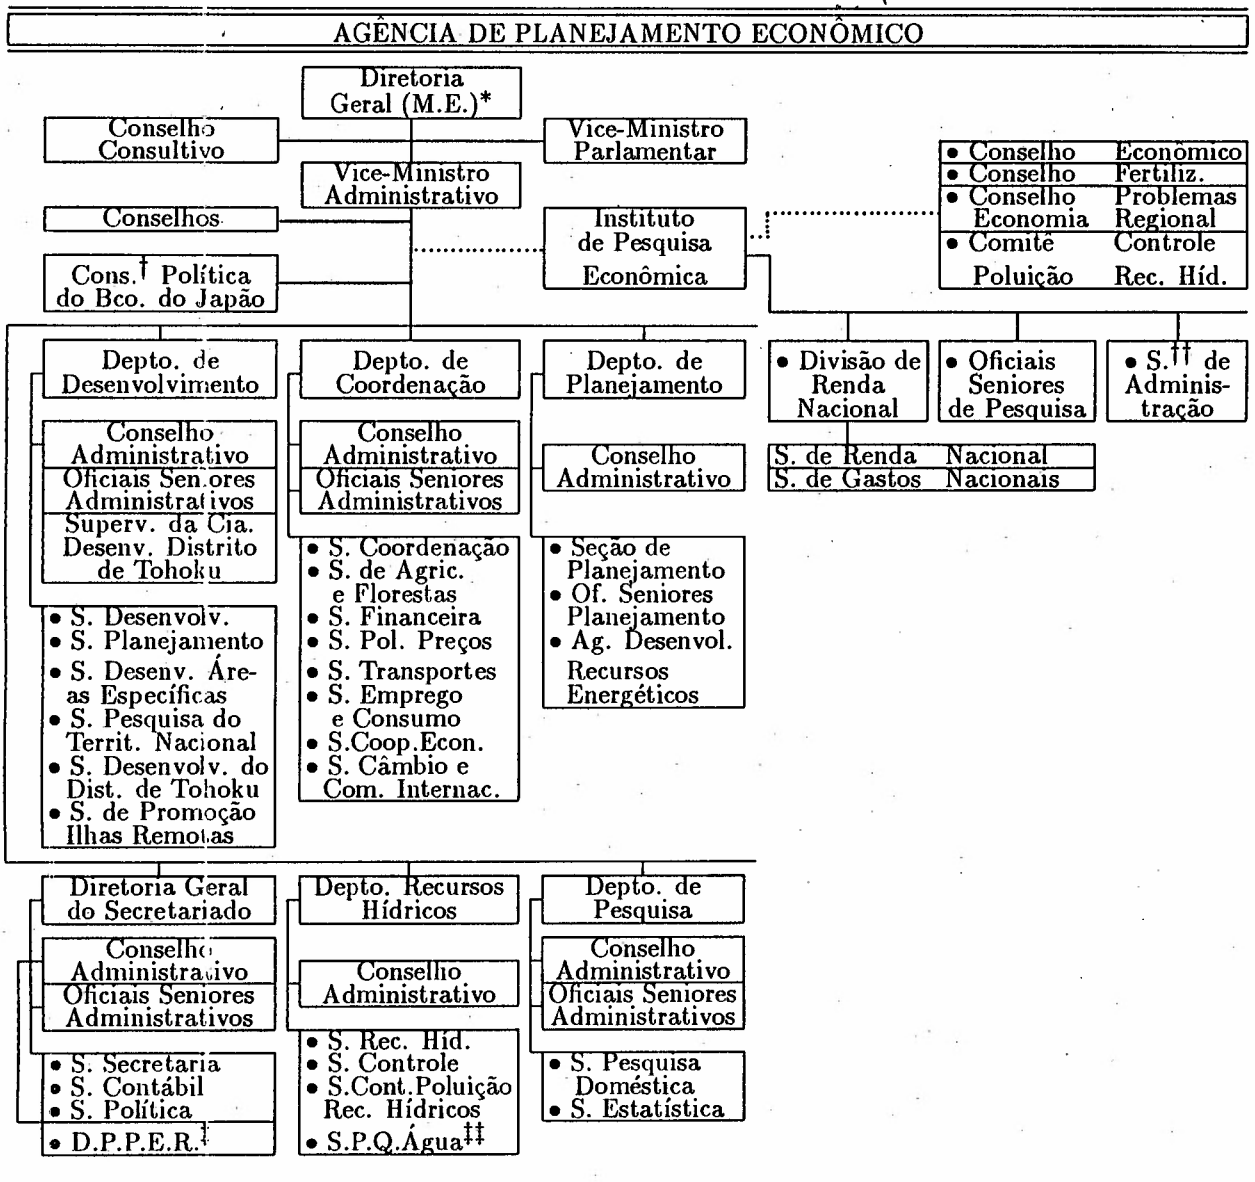 AGÊNCIA DE PLANEJAMENTO ECONÔMICO
Diretoria
Geral (M.E.)*
Conselho
Consultivo
Vice-Ministro
Parlamentar
Vice-Ministro
Administrativo
Conselhos
Cons.† Política
do Bco. do Japão
Instituto
de Pesquisa
Econômica
• Conselho Econômico
• Conselho Fertiliz.
• Conselho Problemas
Economia Regional
• Comitê Controle
Poluição Rec. Híd.
Depto. de
Desenvolvimento
Conselho
Administrativo
Oficiais Seniores
Administrativos
Superv. da Cia.
Desenv. Distrito
de Tohoku
• S. Desenvolv.
• S. Planejamento
• S. Desenv. Áre-
as Específicas
• S. Pesquisa do
Territ. Nacional
• S. Desenvolv. do
Dist. de Tohoku
• S. de Promoção
Ilhas Remotas
Depto. de
Coordenação
Conselho
Administrativo
Oficiais Seniores
Administrativos
• S. Coordenação
• S. de Agric.
e Florestas
• S. Financeira
• S. Pol. Preços
• S. Transportes
• S. Emprego
e Consumo
• S.Coop.Econ.
• S. Câmbio e
Com. Internac.
Depto. de
Planejamento
Conselho
Administrativo
• Seção de
Planejamento
• Of. Seniores
Planejamento
• Ag. Desenvol.
Recursos
Energéticos
• Divisão de
Renda
Nacional
S. de Renda Nacional
S. de Gastos Nacionais
• Oficiais
Seniores
de Pesquisa
• S.†† de
Adminis-
tração
Diretoria Geral
do Secretariado
Conselho
Administrativo
Oficiais Seniores
Administrativos
• S. Secretaria
• S. Contábil
• S. Política
• D.P.P.E.R.‡
Depto. Recursos
Hídricos
Conselho
Administrativo
• S. Rec. Híd.
• S. Controle
• S.Cont.Poluição
Rec. Hídricos
• S.P.Q.Água‡‡
Depto. de
Pesquisa
Conselho
Administrativo
Oficiais Seniores
Administrativos
• S. Pesquisa
Doméstica
• S. Estatística